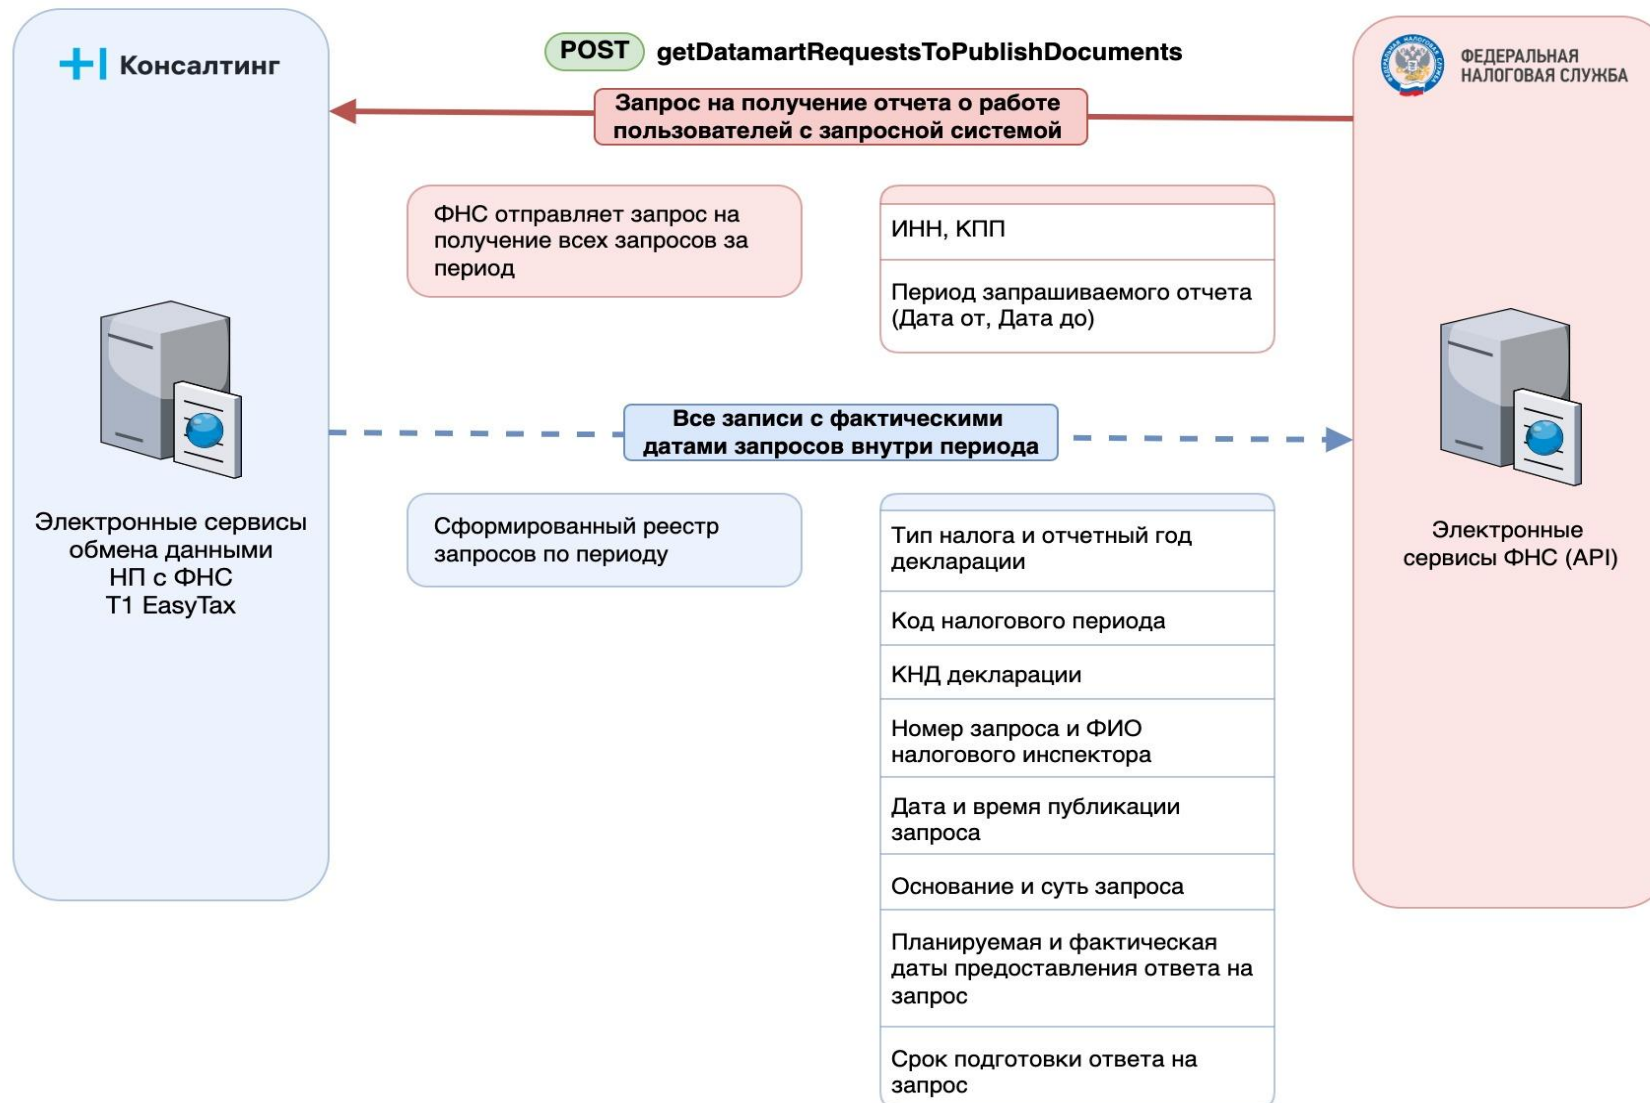 Консалтинг
POST getDatamartRequestsToPublishDocuments
ФЕДЕРАЛЬНАЯ
НАЛОГОВАЯ СЛУЖБА
Запрос на получение отчета о работе
пользователей с запросной системой
ФНС отправляет запрос на
получение всех запросов за
период
ИНН, КПП
Период запрашиваемого отчета
(Дата от, Дата до)
Все записи с фактическими
датами запросов внутри периода
Электронные сервисы
обмена данными
НП с ФНС
Т1 EasyTax
Сформированный реестр
запросов по периоду
Тип налога и отчетный год
декларации
Код налогового периода
КНД декларации
Номер запроса и ФИО
налогового инспектора
Дата и время публикации
запроса
Основание и суть запроса
Планируемая и фактическая
даты предоставления ответа на
запрос
Срок подготовки ответа на
запрос
Электронные
сервисы ФНС (API)